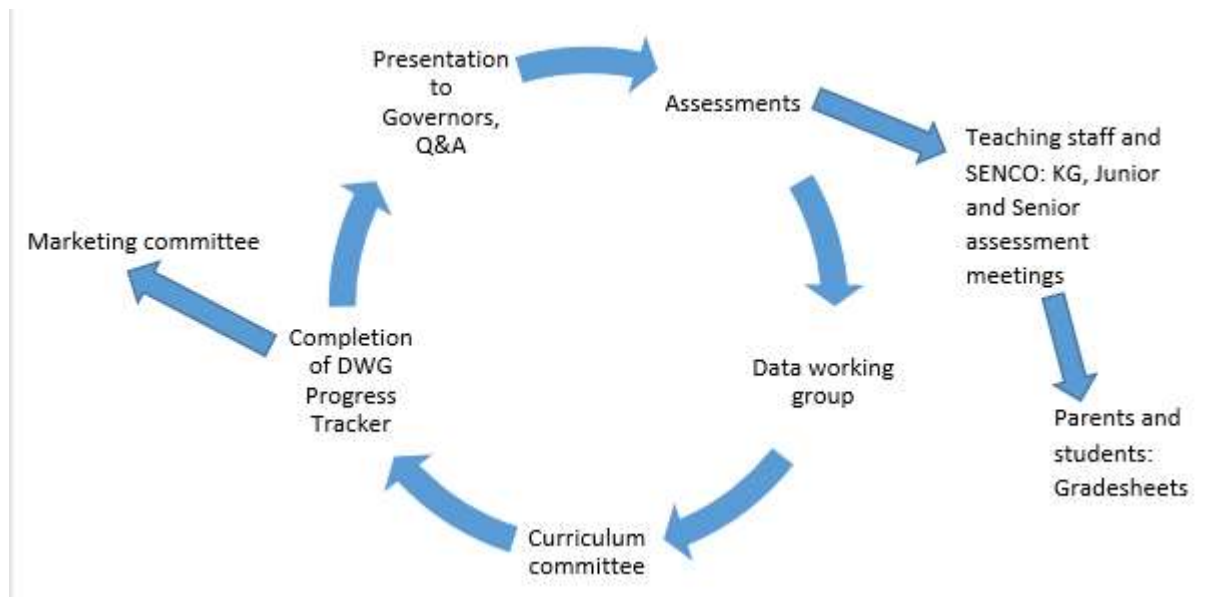 Presentation
to
Governors,
Q&A
Assessments
Teaching staff and
SENCO: KG, Junior
and Senior
assessment
meetings
Marketing committee
Completion
of DWG
Progress
Tracker
Data working
group
Parents and
students:
Gradesheets
Curriculum
committee